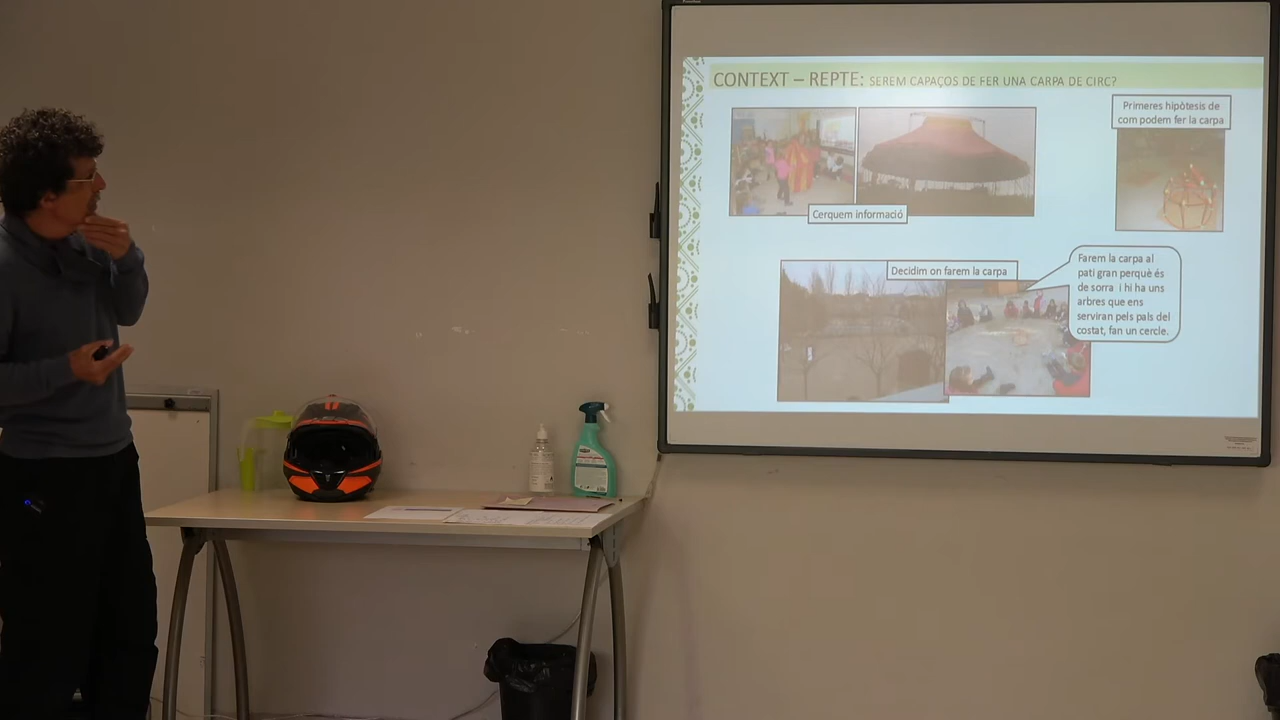 CONTEXT – REPTE: SEREM CAPAÇOS DE FER UNA CARPA DE CIRC?
Primeres hipòtesis de
com podem fer la carpa
Cerquem informació
Decidim on farem la carpa
Farem la carpa al
pati gran perquè és
de sorra i hi ha uns
arbres que ens
serviran pels pals del
costat, fan un cercle.